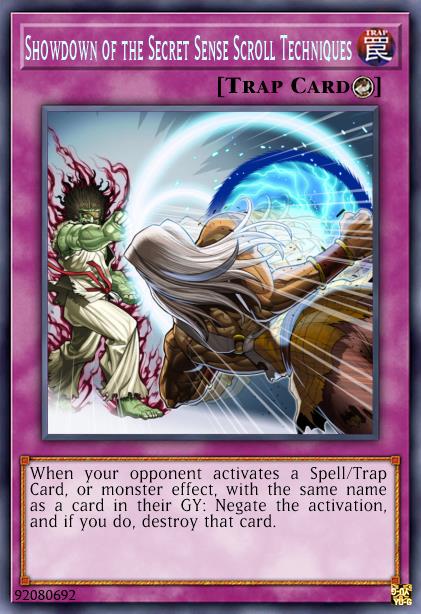 Showdown of the Secret Sense Scroll Techniques
TRAP
罠
[Trap Card]
When your opponent activates a Spell/Trap
Card, or monster effect, with the same name
as a card in their GY: Negate the activation,
and if you do, destroy that card.
92080692